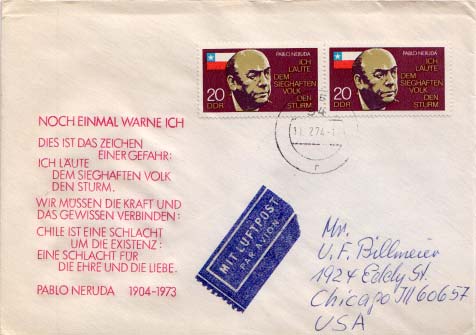 PABLO NERUDA
ICH
LÄUTE
DEM
SIEGHAFTEN
VOLK
DEN
STURM
20
DDR
PABLO NERUDA
ICH
LÄUTE
DEM
SIEGHAFTEN
VOLK
DEN
STURM
20
DDR
11.2.74
r
NOCH EINMAL WARNE ICH
DIES IST DAS ZEICHEN
EINER GEFAHR:
ICH LÄUTE
DEM SIEGHAFTEN VOLK
DEN STURM.
WIR MÜSSEN DIE KRAFT UND
DAS GEWISSEN VERBINDEN:
CHILE IST EINE SCHLACHT
UM DIE EXISTENZ:
EINE SCHLACHT FÜR
DIE EHRE UND DIE LIEBE.
PABLO NERUDA 1904-1973
MIT LUFTPOST
PAR AVION
Mr.
U. F. Billmeier
1924 Eddy St.
Chicago Ill 60657
USA